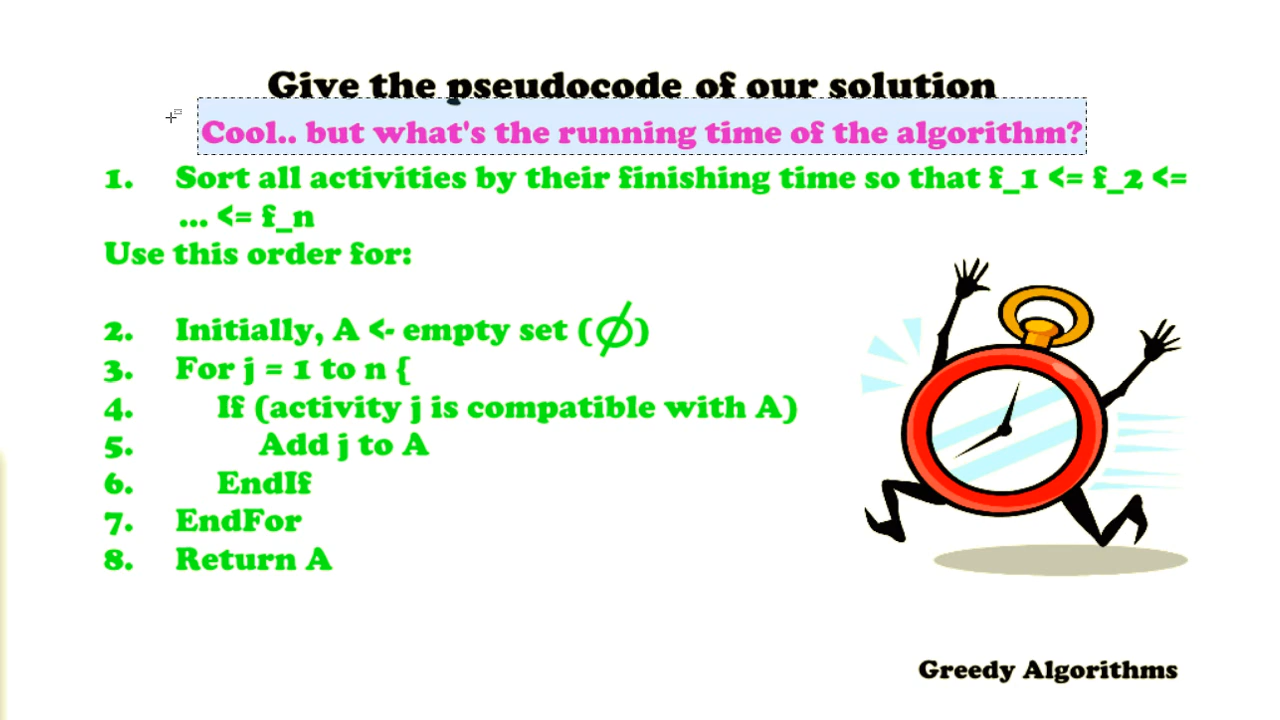 Give the pseudocode of our solution
Cool.. but what's the running time of the algorithm?
1. Sort all activities by their finishing time so that f_1 <= f_2 <=
... <= f_n
Use this order for:
2. Initially, A <- empty set (∅)
3. For j = 1 to n {
4. If (activity j is compatible with A)
5. Add j to A
6. EndIf
7. EndFor
8. Return A
Greedy Algorithms